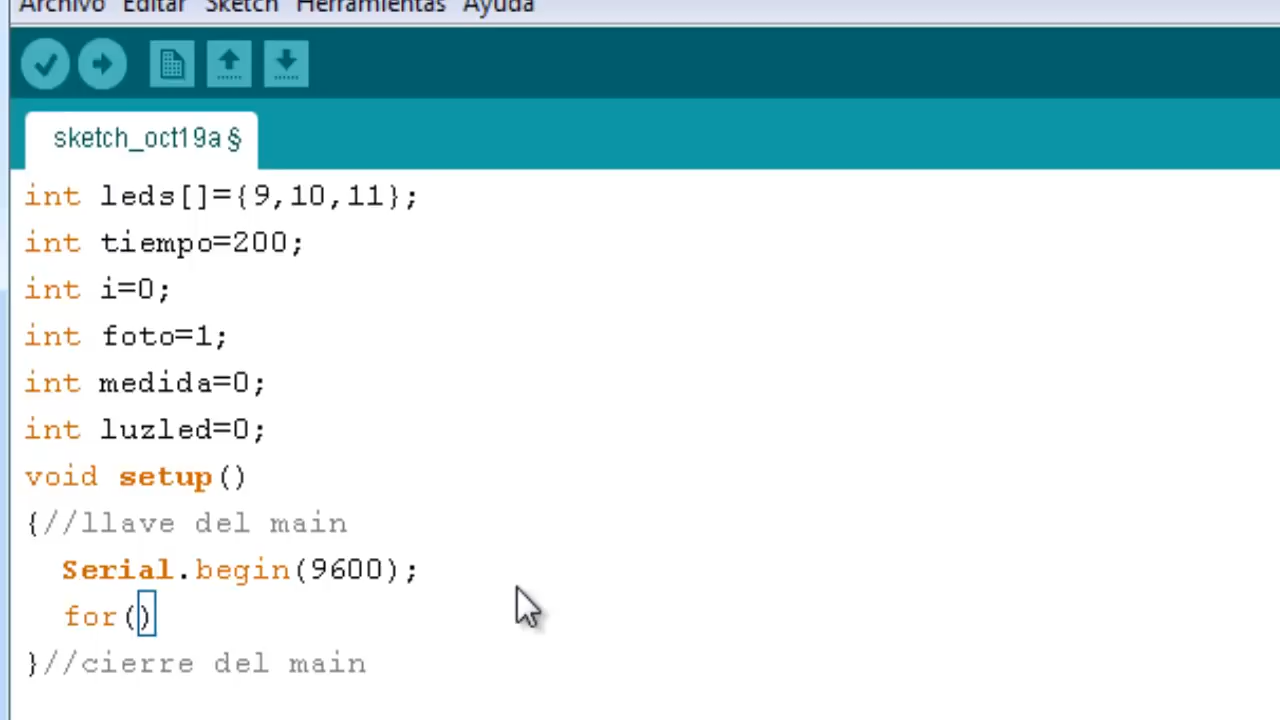 Archivo Editar Sketch Herramientas Ayuda
sketch_oct19a §
int leds[]={9,10,11};
int tiempo=200;
int i=0;
int foto=1;
int medida=0;
int luzled=0;
void setup()
{//llave del main
  Serial.begin(9600);
  for()
}//cierre del main